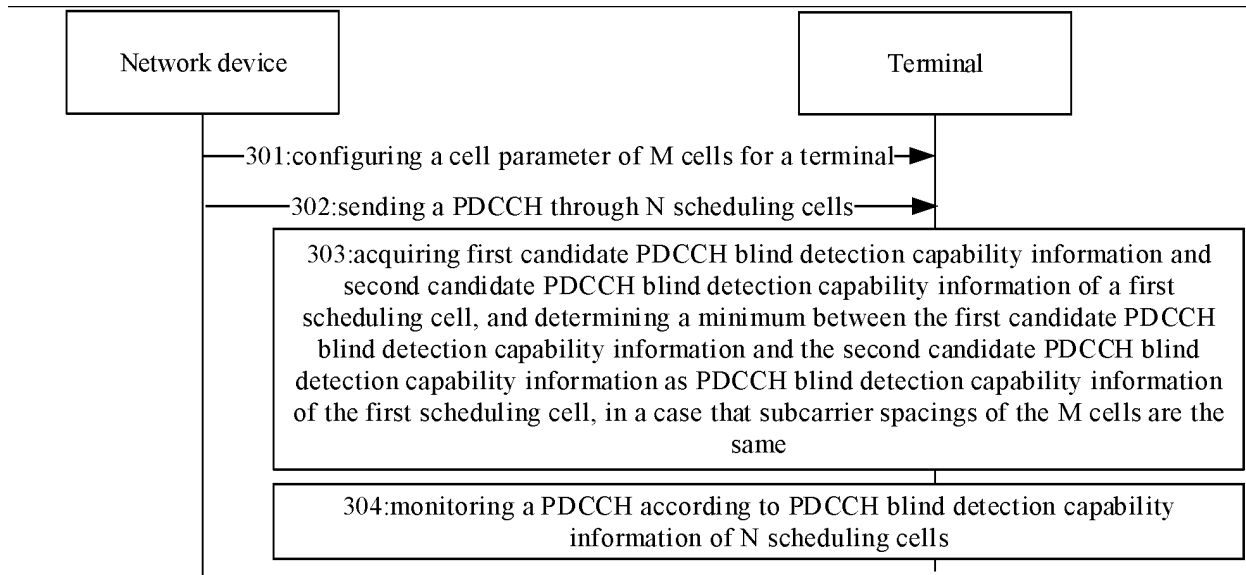 Network device
Terminal
301:configuring a cell parameter of M cells for a terminal
302:sending a PDCCH through N scheduling cells
303:acquiring first candidate PDCCH blind detection capability information and
second candidate PDCCH blind detection capability information of a first
scheduling cell, and determining a minimum between the first candidate PDCCH
blind detection capability information and the second candidate PDCCH blind
detection capability information as PDCCH blind detection capability information
of the first scheduling cell, in a case that subcarrier spacings of the M cells are the
same
304:monitoring a PDCCH according to PDCCH blind detection capability
information of N scheduling cells